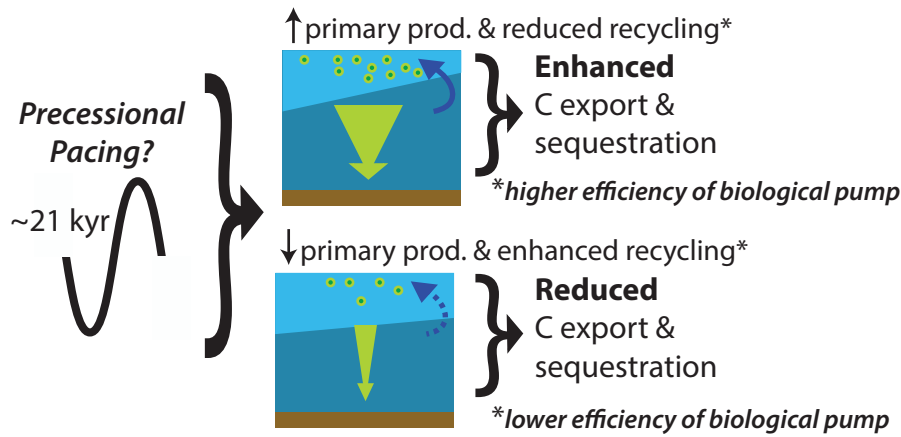 ↑primary prod. & reduced recycling*
Precessional
Pacing?
~21 kyr
Enhanced
C export &
sequestration
*higher efficiency of biological pump
↓primary prod. & enhanced recycling*
Reduced
C export &
sequestration
*lower efficiency of biological pump